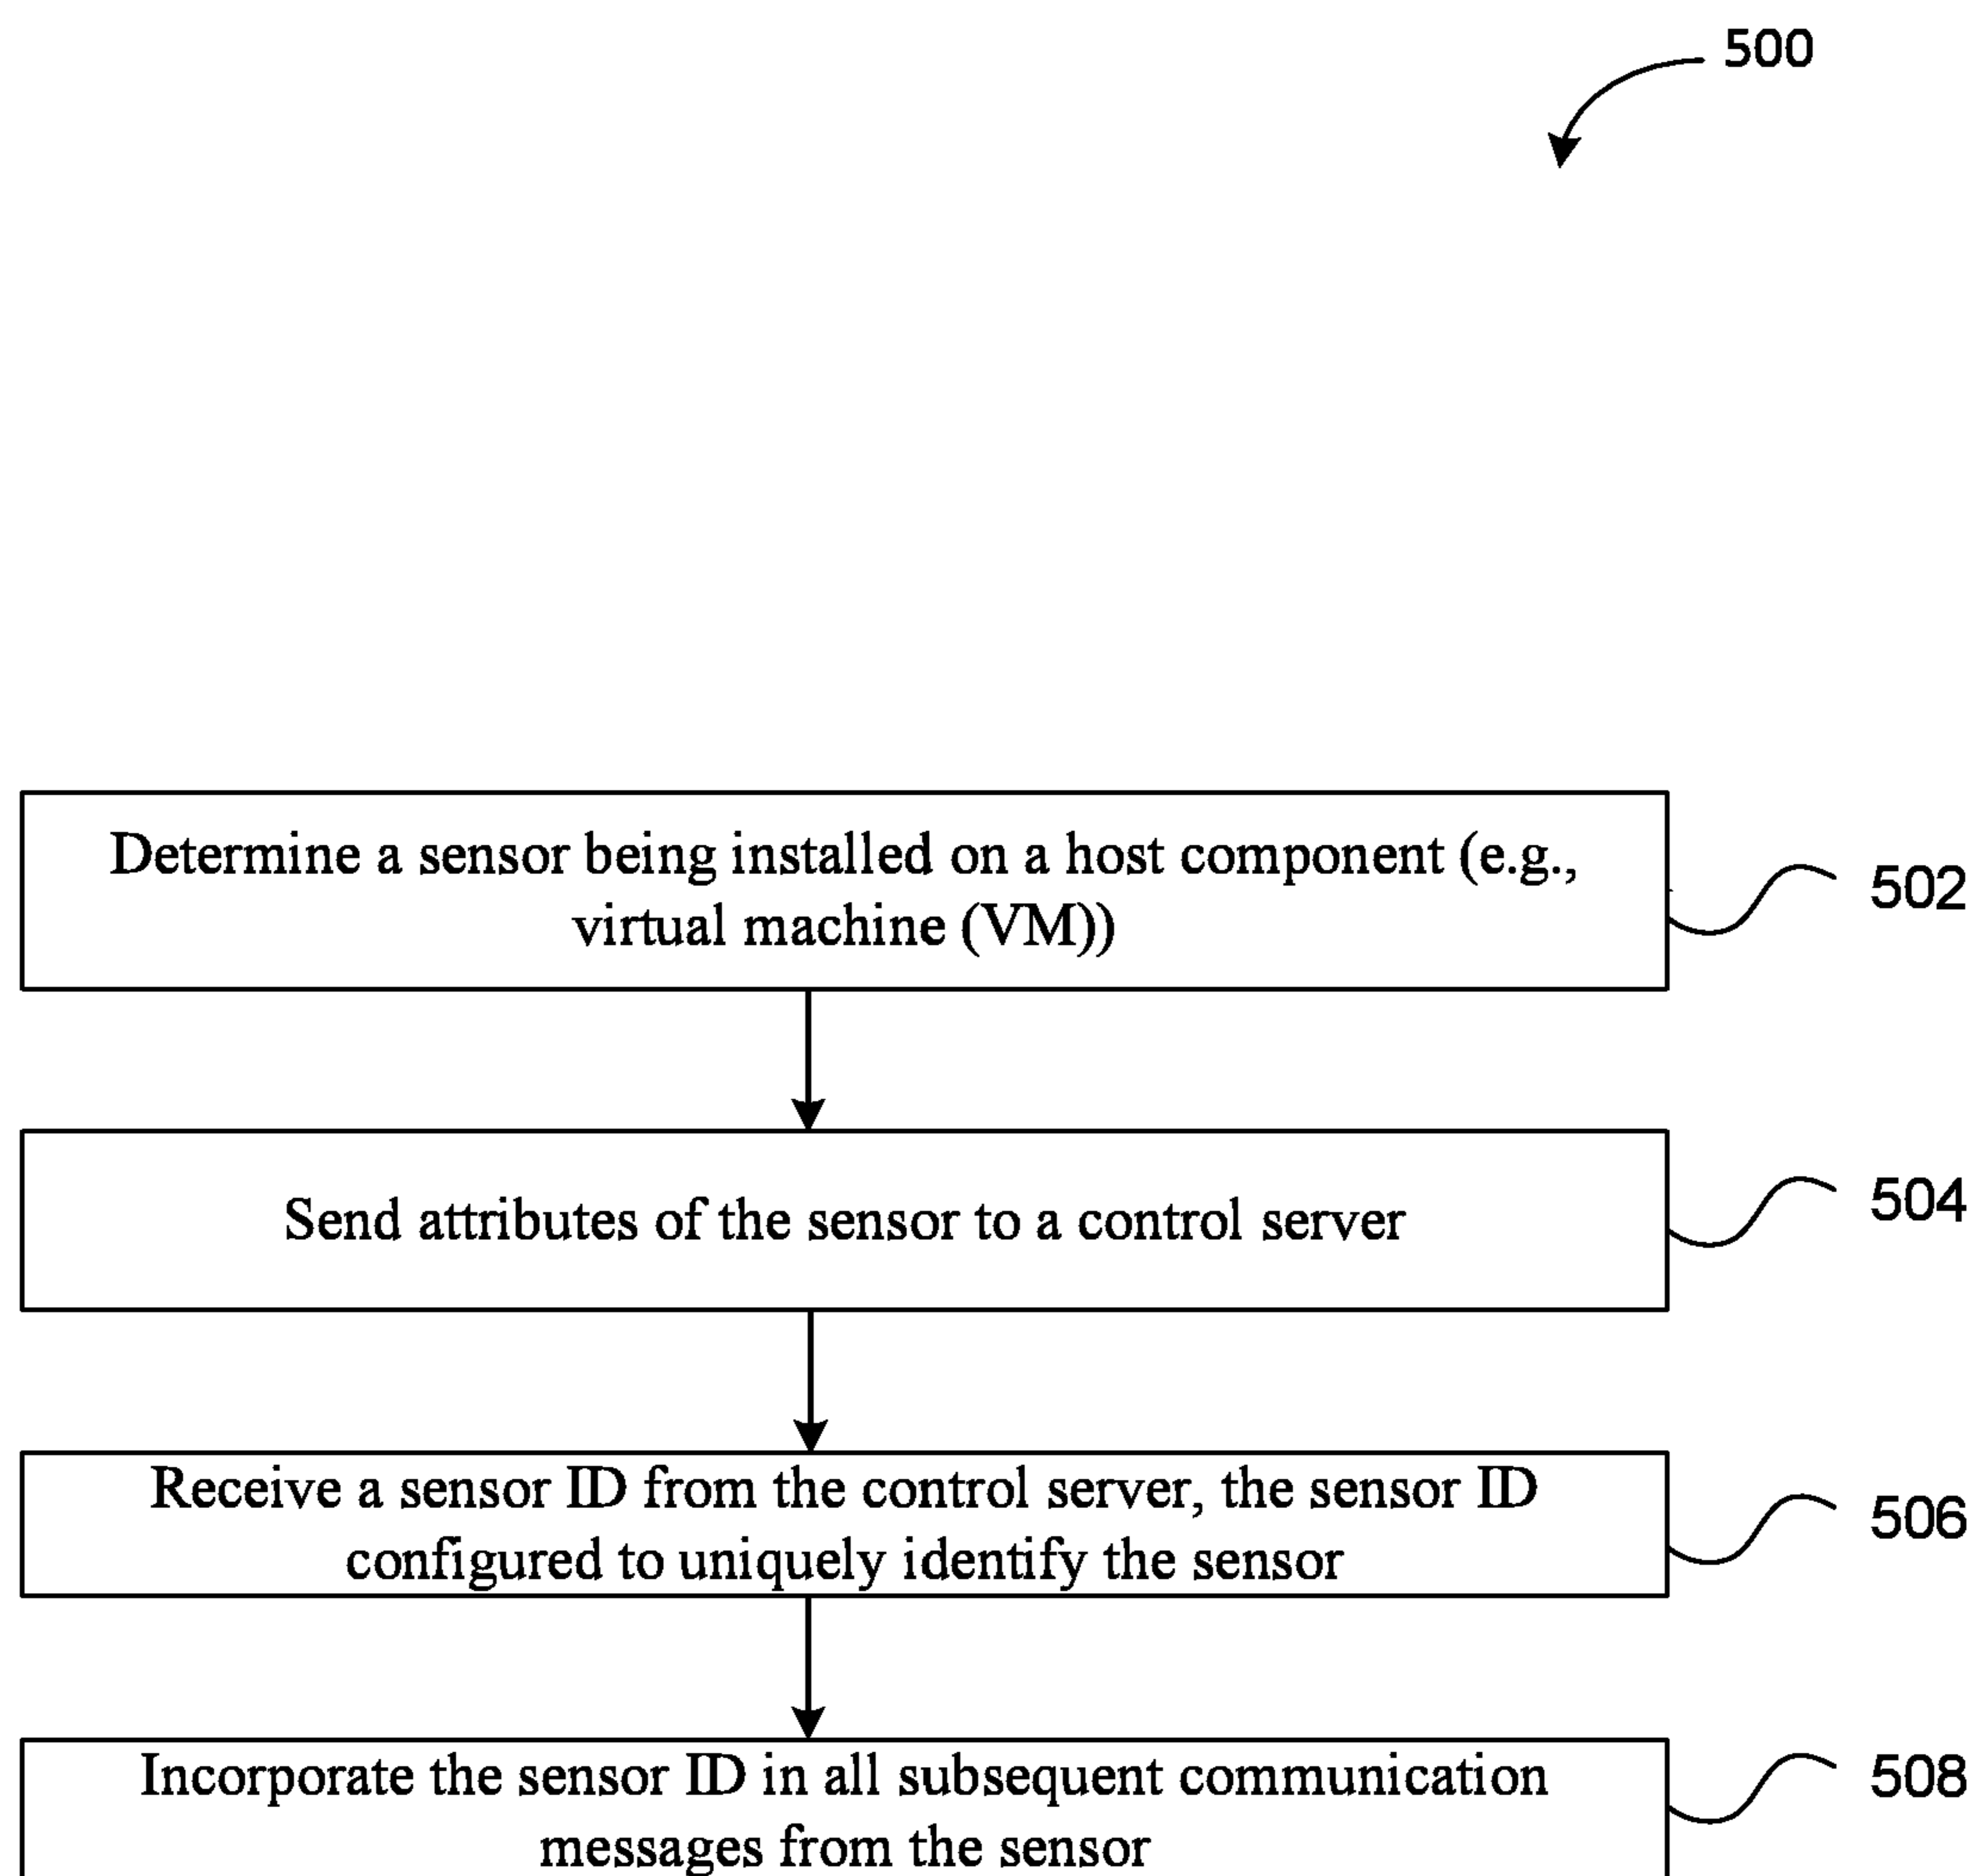 500
Determine a sensor being installed on a host component (e.g.,
virtual machine (VM))
502
Send attributes of the sensor to a control server
504
Receive a sensor ID from the control server, the sensor ID
configured to uniquely identify the sensor
506
Incorporate the sensor ID in all subsequent communication
messages from the sensor
508